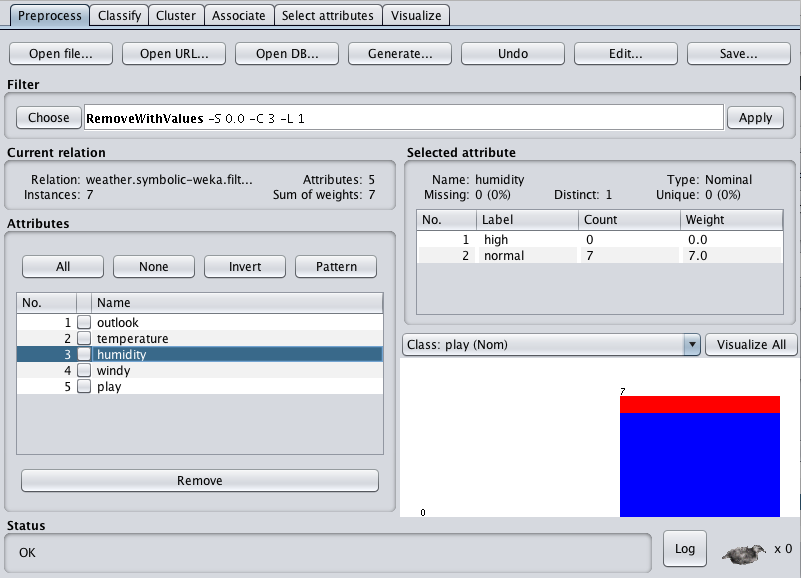 Preprocess Classify Cluster Associate Select attributes Visualize
Open file... Open URL... Open DB... Generate... Undo Edit... Save...
Filter
Choose RemoveWithValues -S 0.0 -C 3 -L 1 Apply
Current relation
Relation: weather.symbolic-weka.filt... Attributes: 5
Instances: 7 Sum of weights: 7
Selected attribute
Name: humidity Type: Nominal
Missing: 0 (0%) Distinct: 1 Unique: 0 (0%)
No. Label Count Weight
1 high 0 0.0
2 normal 7 7.0
Attributes
All None Invert Pattern
No. Name
1 outlook
2 temperature
3 humidity
4 windy
5 play
Remove
Class: play (Nom) Visualize All
7
0
Status
OK
Log x 0